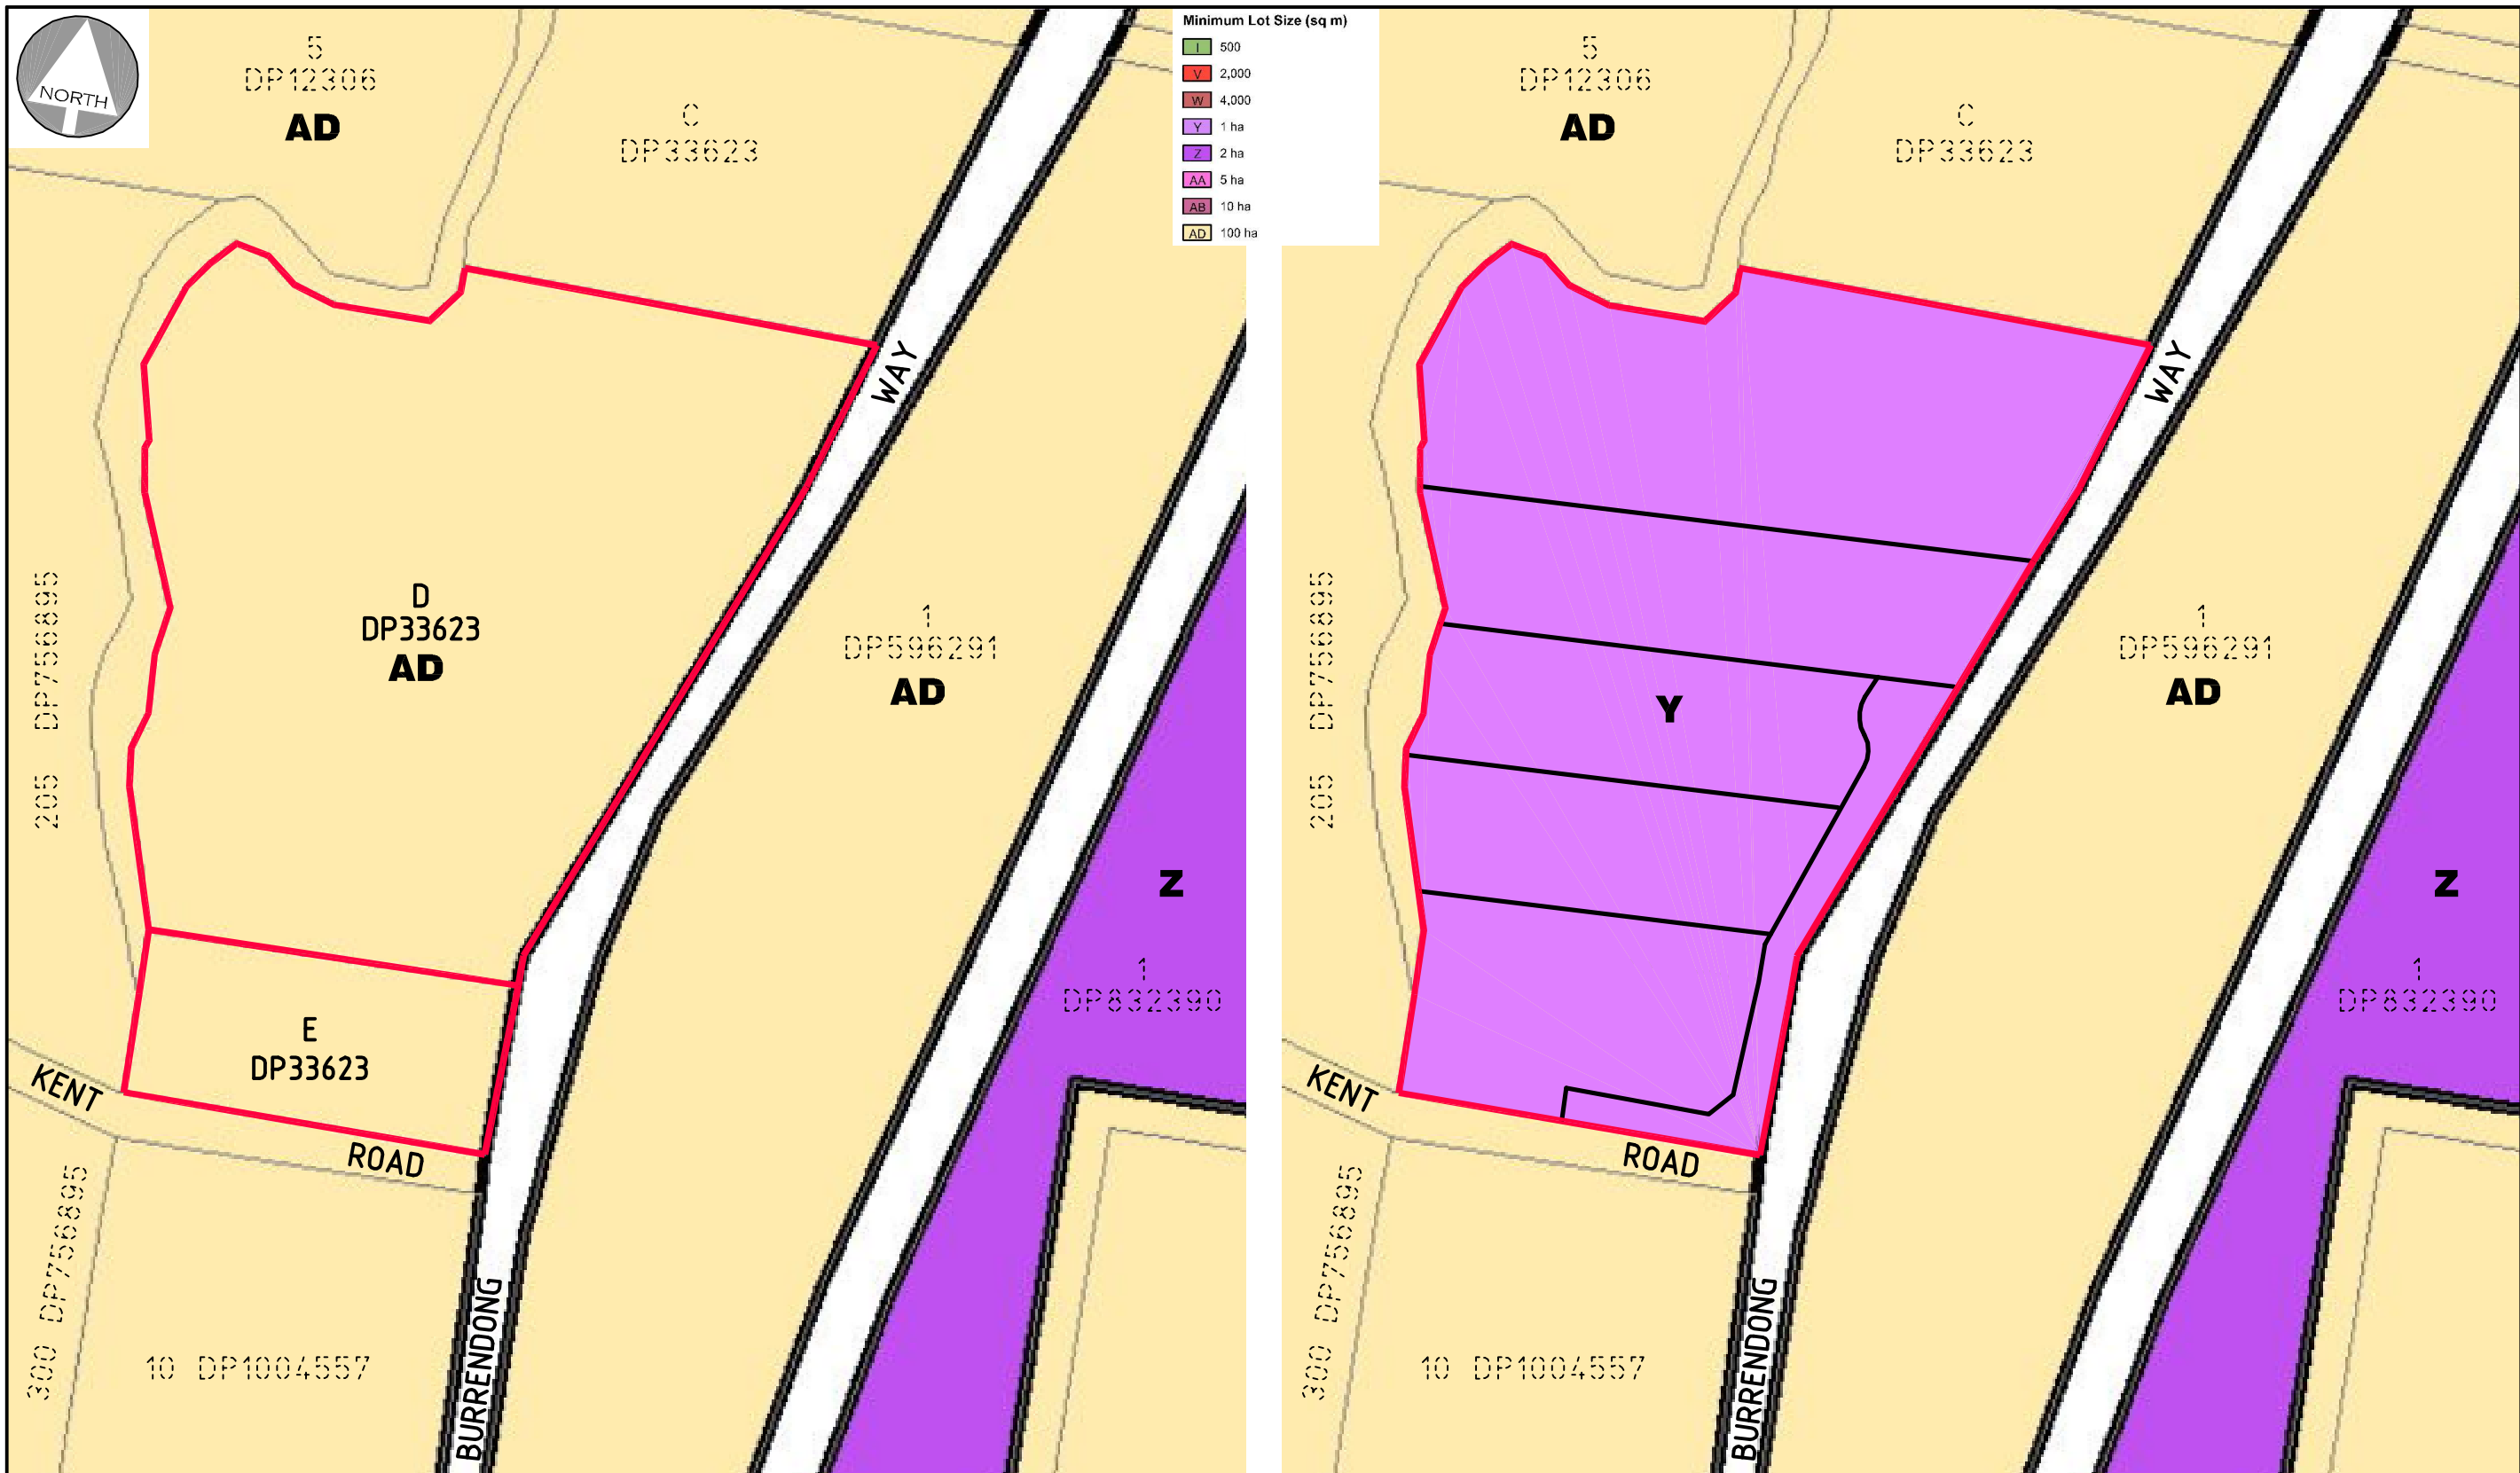 NORTH
5
DP12306
AD
C
DP33623
WAY
D
DP33623
AD
205 DP756895
1
DP596291
AD
Z
1
DP832390
E
DP33623
KENT
ROAD
300 DP756895
10 DP1004557
BURRENDONG
Minimum Lot Size (sq m)
I 500
V 2,000
W 4,000
Y 1 ha
Z 2 ha
AA 5 ha
AB 10 ha
AD 100 ha
5
DP12306
AD
C
DP33623
WAY
205 DP756895
Y
1
DP596291
AD
Z
1
DP832390
KENT
ROAD
300 DP756895
10 DP1004557
BURRENDONG